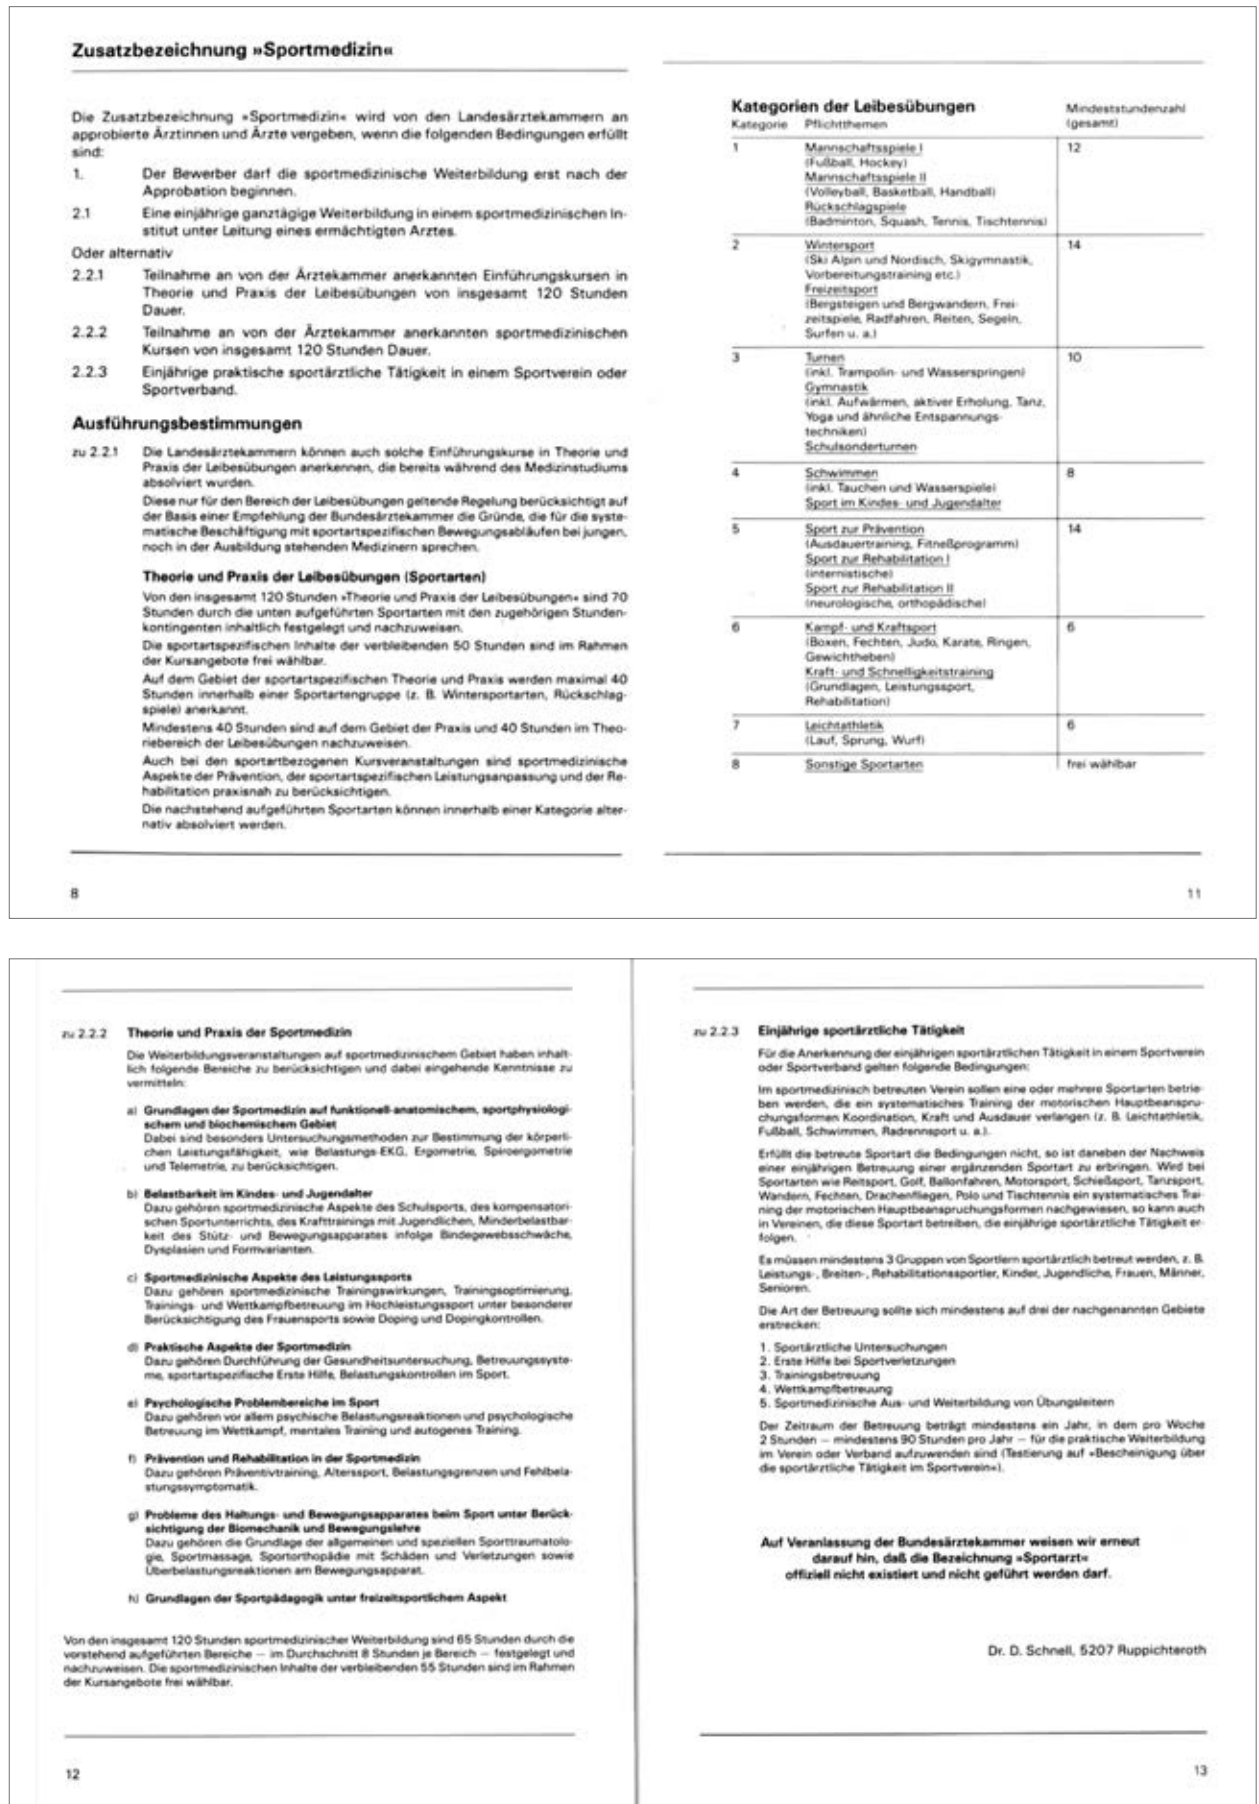 Zusatzbezeichnung »Sportmedizin«
Die Zusatzbezeichnung »Sportmedizin« wird von den Landesärztekammern an
approbierte Ärztinnen und Ärzte vergeben, wenn die folgenden Bedingungen erfüllt
sind:
1. Der Bewerber darf die sportmedizinische Weiterbildung erst nach der
Approbation beginnen.
2.1 Eine einjährige ganztägige Weiterbildung in einem sportmedizinischen In-
stitut unter Leitung eines ermächtigten Arztes.
Oder alternativ
2.2.1 Teilnahme an von der Ärztekammer anerkannten Einführungskursen in
Theorie und Praxis der Leibesübungen von insgesamt 120 Stunden
Dauer.
2.2.2 Teilnahme an von der Ärztekammer anerkannten sportmedizinischen
Kursen von insgesamt 120 Stunden Dauer.
2.2.3 Einjährige praktische sportärztliche Tätigkeit in einem Sportverein oder
Sportverband.
Ausführungsbestimmungen
zu 2.2.1 Die Landesärztekammern können auch solche Einführungskurse in Theorie und
Praxis der Leibesübungen anerkennen, die bereits während des Medizinstudiums
absolviert wurden.
Diese nur für den Bereich der Leibesübungen geltende Regelung berücksichtigt auf
der Basis einer Empfehlung der Bundesärztekammer die Gründe, die für die syste-
matische Beschäftigung mit sportartspezifischen Bewegungsabläufen bei jungen,
noch in der Ausbildung stehenden Medizinern sprechen.
Theorie und Praxis der Leibesübungen (Sportarten)
Von den insgesamt 120 Stunden »Theorie und Praxis der Leibesübungen« sind 70
Stunden durch die unten aufgeführten Sportarten mit den zugehörigen Stunden-
kontingenten inhaltlich festgelegt und nachzuweisen.
Die sportartspezifischen Inhalte der verbleibenden 50 Stunden sind im Rahmen
der Kursangebote frei wählbar.
Auf dem Gebiet der sportartspezifischen Theorie und Praxis werden maximal 40
Stunden innerhalb einer Sportartengruppe (z. B. Wintersportarten, Rückschlag-
spiele) anerkannt.
Mindestens 40 Stunden sind auf dem Gebiet der Praxis und 40 Stunden im Theo-
riebereich der Leibesübungen nachzuweisen.
Auch bei den sportartbezogenen Kursveranstaltungen sind sportmedizinische
Aspekte der Prävention, der sportartspezifischen Leistungsanpassung und der Re-
habilitation praxisnah zu berücksichtigen.
Die nachstehend aufgeführten Sportarten können innerhalb einer Kategorie alter-
nativ absolviert werden.
8
Kategorien der Leibesübungen Mindeststundenzahl
Kategorie Pflichtthemen (gesamt)
1 Mannschaftsspiele I 12
(Fußball, Hockey)
Mannschaftsspiele II
(Volleyball, Basketball, Handball)
Rückschlagspiele
(Badminton, Squash, Tennis, Tischtennis)
2 Wintersport 14
(Ski Alpin und Nordisch, Skigymnastik,
Vorbereitungstraining etc.)
Freizeitsport
(Bergsteigen und Bergwandern, Frei-
zeitspiele, Radfahren, Reiten, Segeln,
Surfen u. a.)
3 Turnen 10
(inkl. Trampolin- und Wasserspringen)
Gymnastik
(inkl. Aufwärmen, aktiver Erholung, Tanz,
Yoga und ähnliche Entspannungs-
techniken)
Schulsonderturnen
4 Schwimmen 8
(inkl. Tauchen und Wasserspiele)
Sport im Kindes- und Jugendalter
5 Sport zur Prävention 14
(Ausdauertraining, Fitneßprogramm)
Sport zur Rehabilitation I
(internistische)
Sport zur Rehabilitation II
(neurologische, orthopädische)
6 Kampf- und Kraftsport 6
(Boxen, Fechten, Judo, Karate, Ringen,
Gewichtheben)
Kraft- und Schnelligkeitstraining
(Grundlagen, Leistungssport,
Rehabilitation)
7 Leichtathletik 6
(Lauf, Sprung, Wurf)
8 Sonstige Sportarten frei wählbar
11
zu 2.2.2 Theorie und Praxis der Sportmedizin
Die Weiterbildungsveranstaltungen auf sportmedizinischem Gebiet haben inhalt-
lich folgende Bereiche zu berücksichtigen und dabei eingehende Kenntnisse zu
vermitteln:
a) Grundlagen der Sportmedizin auf funktionell-anatomischem, sportphysiologi-
schem und biochemischem Gebiet
Dabei sind besonders Untersuchungsmethoden zur Bestimmung der körperli-
chen Leistungsfähigkeit, wie Belastungs-EKG, Ergometrie, Spiroergometrie
und Telemetrie, zu berücksichtigen.
b) Belastbarkeit im Kindes- und Jugendalter
Dazu gehören sportmedizinische Aspekte des Schulsports, des kompensatori-
schen Sportunterrichts, des Krafttrainings mit Jugendlichen, Minderbelastbar-
keit des Stütz- und Bewegungsapparates infolge Bindegewebsschwäche,
Dysplasien und Formvarianten.
c) Sportmedizinische Aspekte des Leistungssports
Dazu gehören sportmedizinische Trainingswirkungen, Trainingsoptimierung,
Trainings- und Wettkampfbetreuung im Hochleistungssport unter besonderer
Berücksichtigung des Frauensports sowie Doping und Dopingkontrollen.
d) Praktische Aspekte der Sportmedizin
Dazu gehören Durchführung der Gesundheitsuntersuchung, Betreuungssyste-
me, sportartspezifische Erste Hilfe, Belastungskontrollen im Sport.
e) Psychologische Problembereiche im Sport
Dazu gehören vor allem psychische Belastungsreaktionen und psychologische
Betreuung im Wettkampf, mentales Training und autogenes Training.
f) Prävention und Rehabilitation in der Sportmedizin
Dazu gehören Präventivtraining, Alterssport, Belastungsgrenzen und Fehlbela-
stungssymptomatik.
g) Probleme des Haltungs- und Bewegungsapparates beim Sport unter Berück-
sichtigung der Biomechanik und Bewegungslehre
Dazu gehören die Grundlage der allgemeinen und speziellen Sporttraumatolo-
gie, Sportmassage, Sportorthopädie mit Schäden und Verletzungen sowie
Überbelastungsreaktionen am Bewegungsapparat.
h) Grundlagen der Sportpädagogik unter freizeitsportlichem Aspekt
Von den insgesamt 120 Stunden sportmedizinischer Weiterbildung sind 65 Stunden durch die
vorstehend aufgeführten Bereiche — im Durchschnitt 8 Stunden je Bereich — festgelegt und
nachzuweisen. Die sportmedizinischen Inhalte der verbleibenden 55 Stunden sind im Rahmen
der Kursangebote frei wählbar.
12
zu 2.2.3 Einjährige sportärztliche Tätigkeit
Für die Anerkennung der einjährigen sportärztlichen Tätigkeit in einem Sportverein
oder Sportverband gelten folgende Bedingungen:
Im sportmedizinisch betreuten Verein sollen eine oder mehrere Sportarten betrie-
ben werden, die ein systematisches Training der motorischen Hauptbeanspru-
chungsformen Koordination, Kraft und Ausdauer verlangen (z. B. Leichtathletik,
Fußball, Schwimmen, Radrennsport u. a.).
Erfüllt die betreute Sportart die Bedingungen nicht, so ist daneben der Nachweis
einer einjährigen Betreuung einer ergänzenden Sportart zu erbringen. Wird bei
Sportarten wie Reitsport, Golf, Ballonfahren, Motorsport, Schießsport, Tanzsport,
Wandern, Fechten, Drachenfliegen, Polo und Tischtennis ein systematisches Trai-
ning der motorischen Hauptbeanspruchungsformen nachgewiesen, so kann auch
in Vereinen, die diese Sportart betreiben, die einjährige sportärztliche Tätigkeit er-
folgen.
Es müssen mindestens 3 Gruppen von Sportlern sportärztlich betreut werden, z. B.
Leistungs-, Breiten-, Rehabilitationssportler, Kinder, Jugendliche, Frauen, Männer,
Senioren.
Die Art der Betreuung sollte sich mindestens auf drei der nachgenannten Gebiete
erstrecken:
1. Sportärztliche Untersuchungen
2. Erste Hilfe bei Sportverletzungen
3. Trainingsbetreuung
4. Wettkampfbetreuung
5. Sportmedizinische Aus- und Weiterbildung von Übungsleitern
Der Zeitraum der Betreuung beträgt mindestens ein Jahr, in dem pro Woche
2 Stunden — mindestens 90 Stunden pro Jahr — für die praktische Weiterbildung
im Verein oder Verband aufzuwenden sind (Testierung auf »Bescheinigung über
die sportärztliche Tätigkeit im Sportverein«).
Auf Veranlassung der Bundesärztekammer weisen wir erneut
darauf hin, daß die Bezeichnung »Sportarzt«
offiziell nicht existiert und nicht geführt werden darf.
Dr. D. Schnell, 5207 Ruppichteroth
13